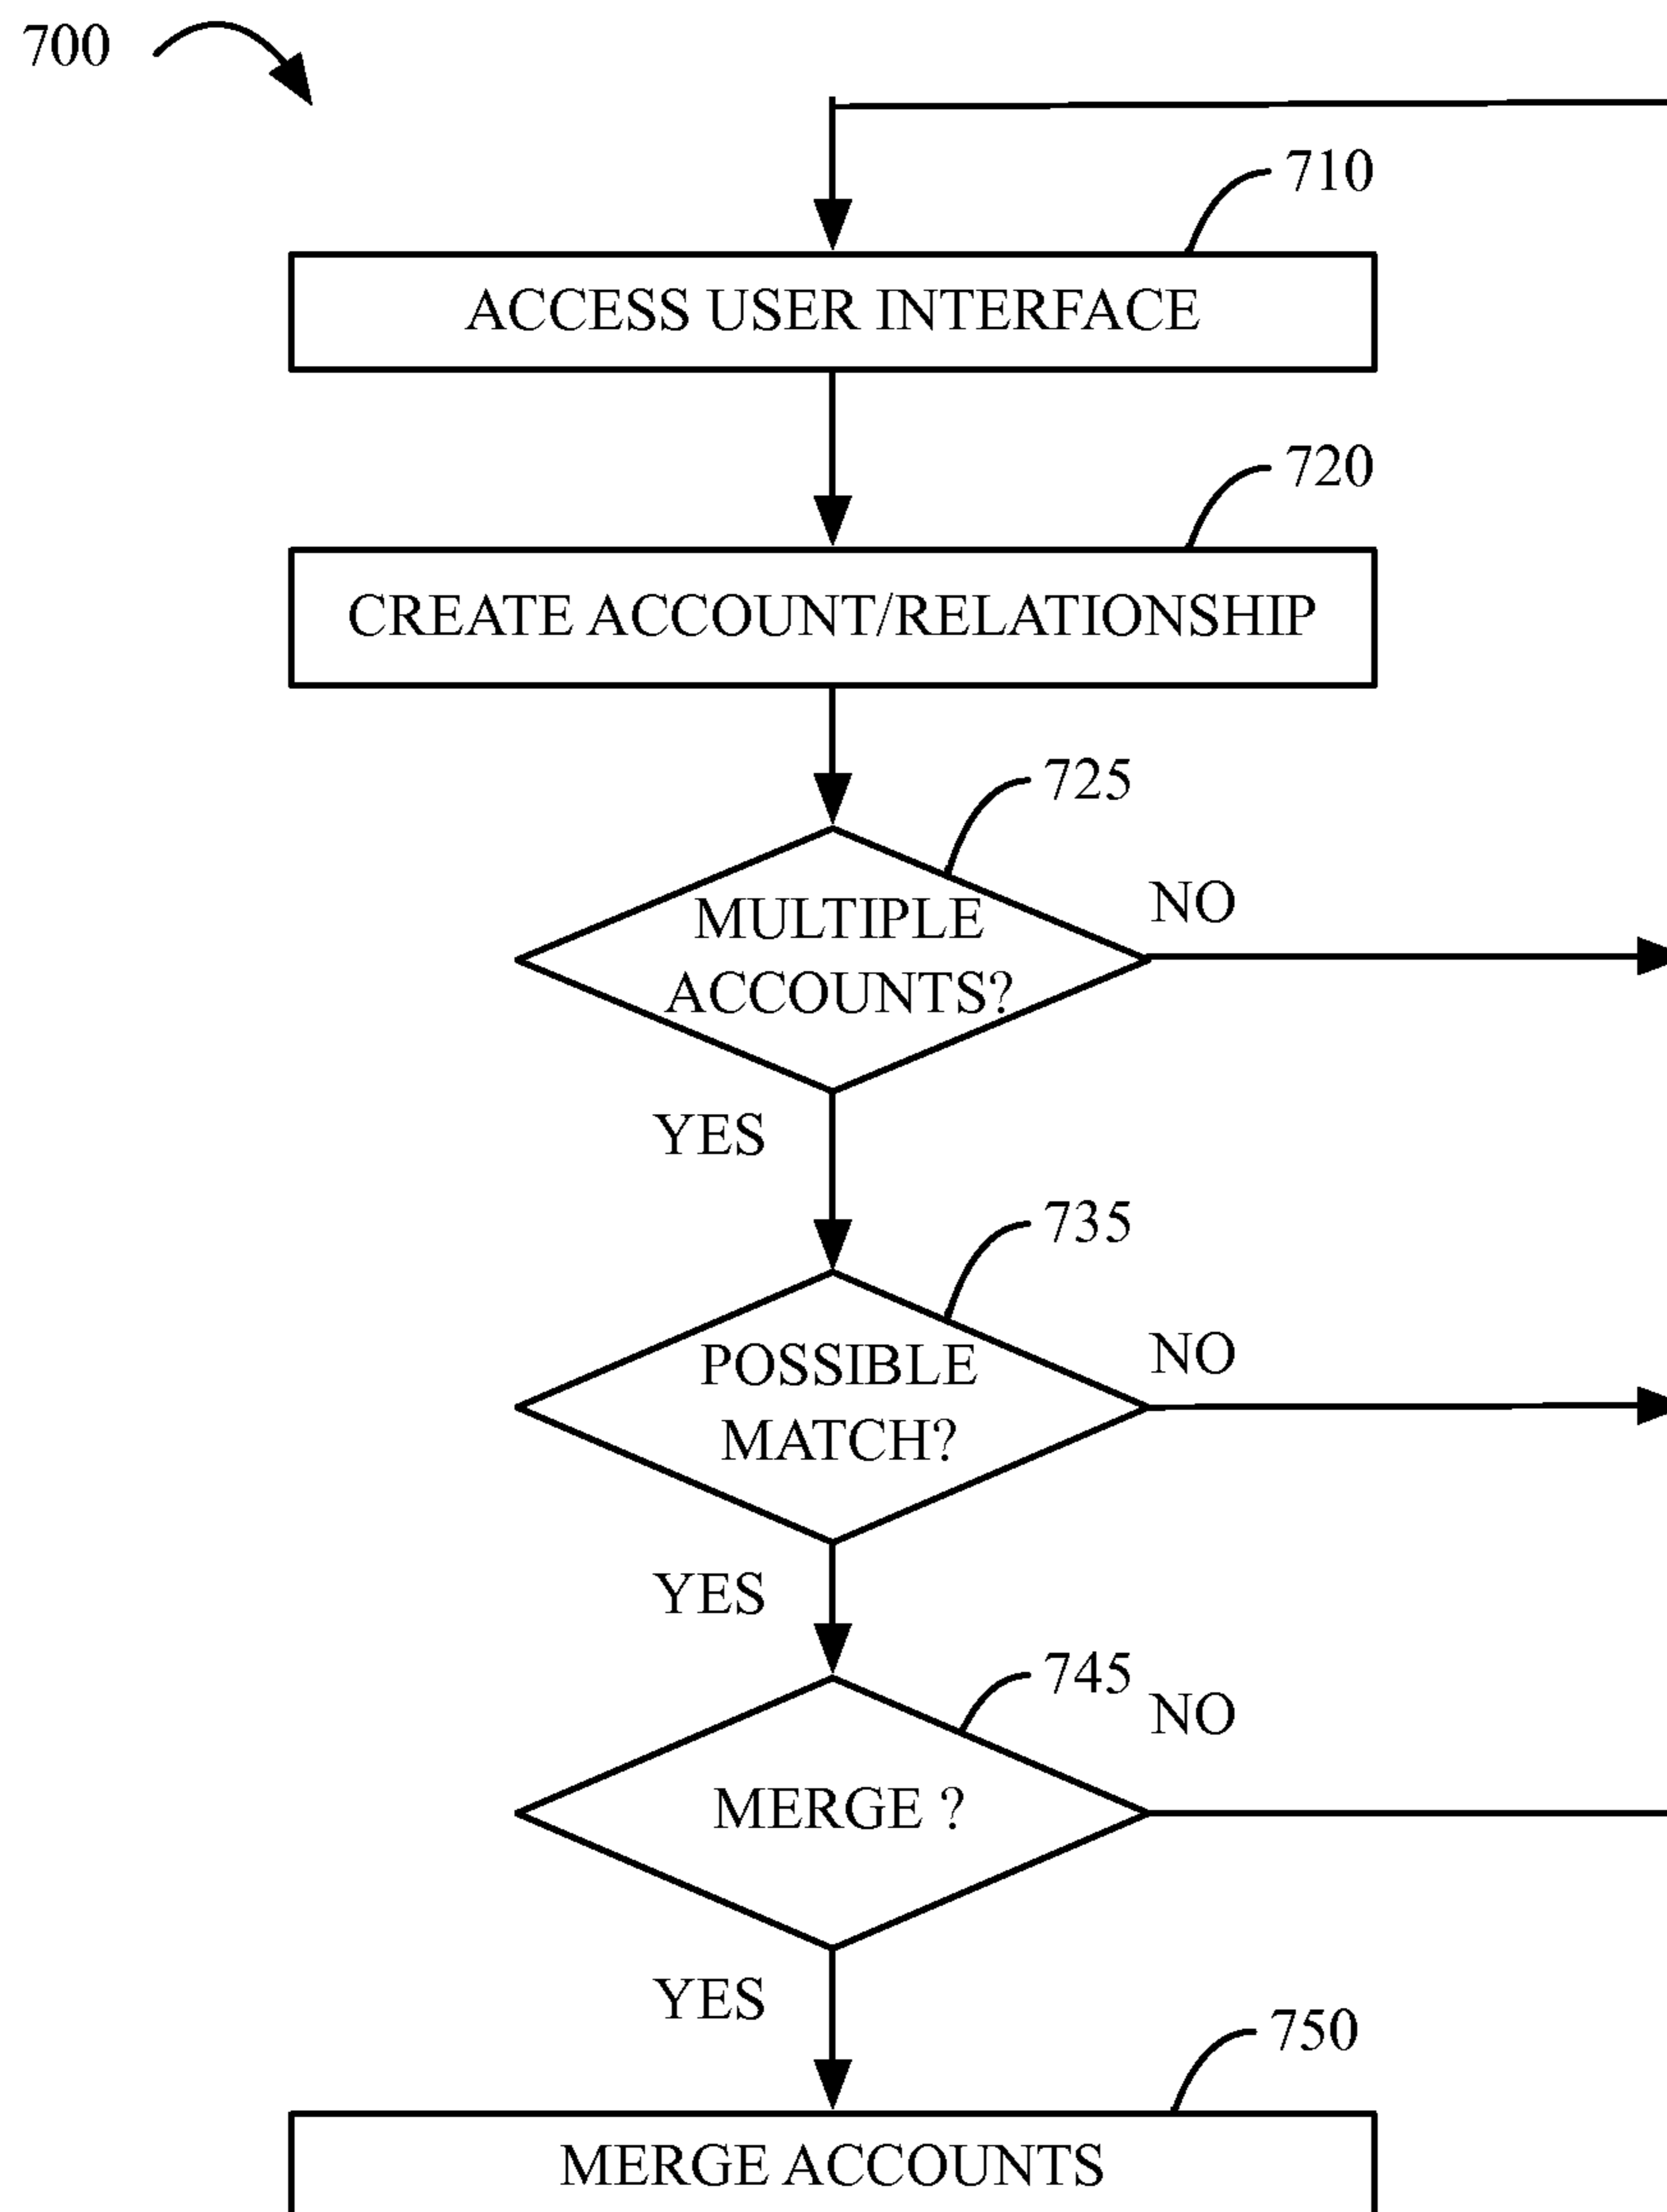 700
710
ACCESS USER INTERFACE
720
CREATE ACCOUNT/RELATIONSHIP
725
NO
MULTIPLE
ACCOUNTS?
YES
735
NO
POSSIBLE
MATCH?
YES
745
NO
MERGE ?
YES
750
MERGE ACCOUNTS